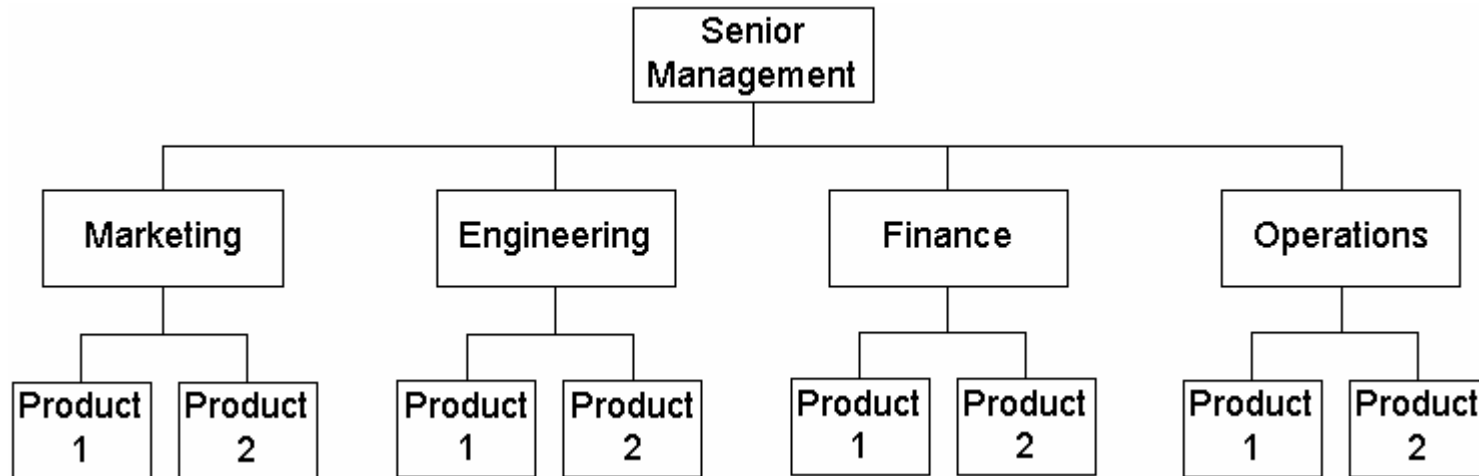 Senior
Management
Marketing
Engineering
Finance
Operations
Product
1
Product
2
Product
1
Product
2
Product
1
Product
2
Product
1
Product
2